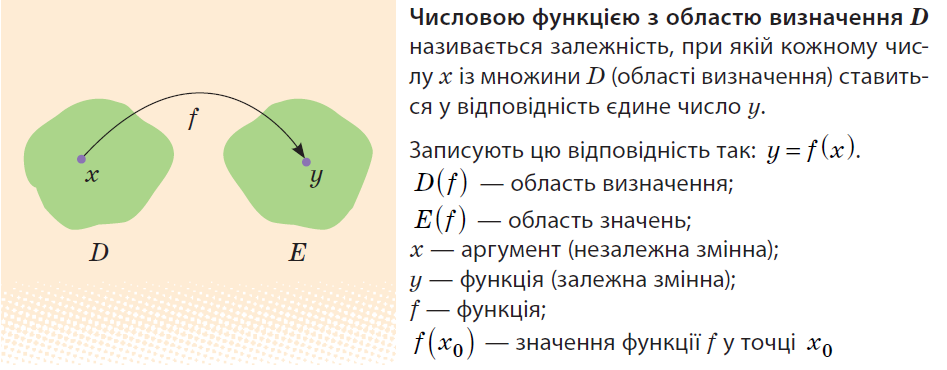 f
x
y
D
E
Числовою функцією з областю визначення D
називається залежність, при якій кожному чис-
лу x із множини D (області визначення) ставить-
ся у відповідність єдине число y.
Записують цю відповідність так: y = f(x).
D(f) — область визначення;
E(f) — область значень;
x — аргумент (незалежна змінна);
y — функція (залежна змінна);
f — функція;
f(x₀) — значення функції f у точці x₀